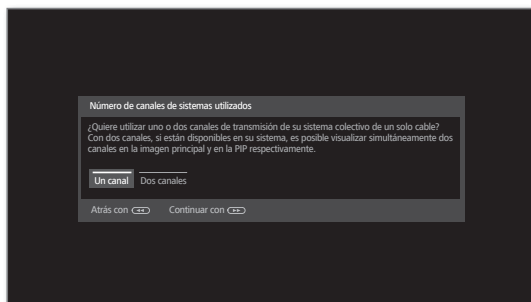 Número de canales de sistemas utilizados
¿Quiere utilizar uno o dos canales de transmisión de su sistema colectivo de un solo cable?
Con dos canales, si están disponibles en su sistema, es posible visualizar simultáneamente dos
canales en la imagen principal y en la PIP respectivamente.
Un canal Dos canales
Atrás con Continuar con